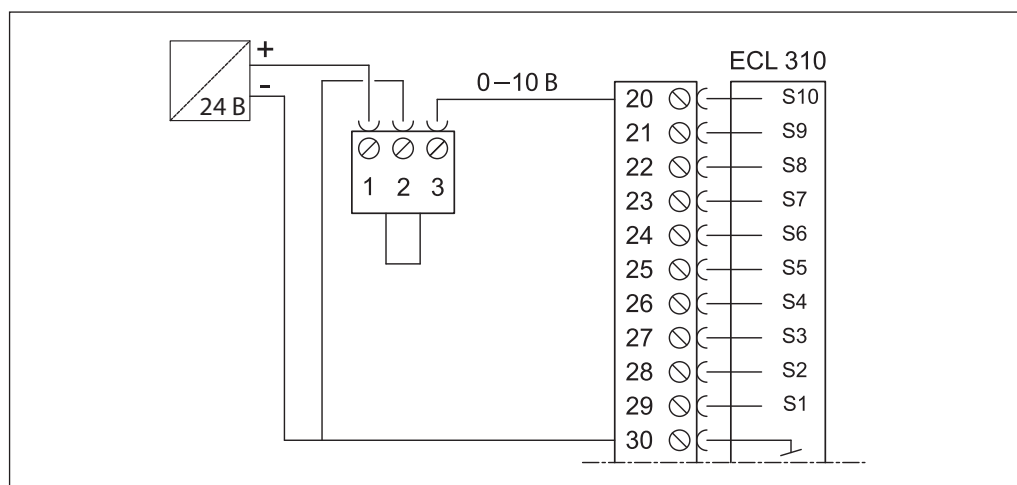 +
-
24 В
1 2 3
0–10 В
ECL 310
20 S10
21 S9
22 S8
23 S7
24 S6
25 S5
26 S4
27 S3
28 S2
29 S1
30